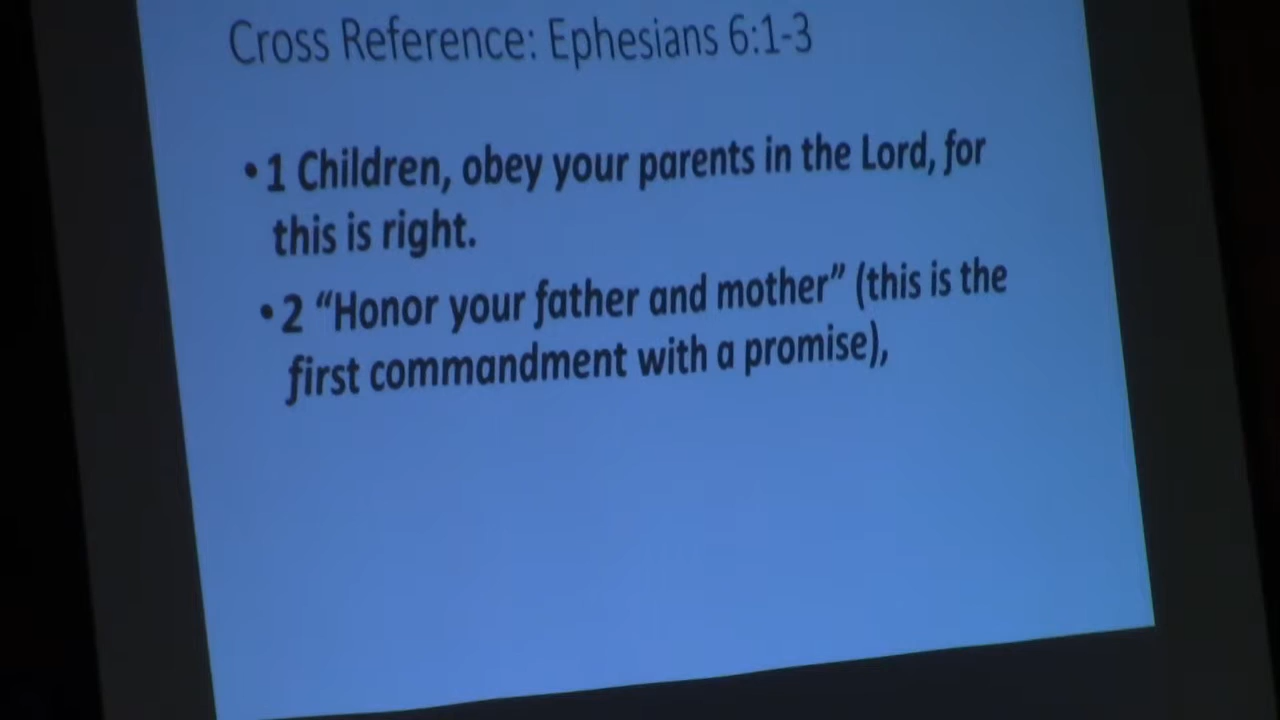 Cross Reference: Ephesians 6:1-3
• 1 Children, obey your parents in the Lord, for
this is right.
• 2 “Honor your father and mother” (this is the
first commandment with a promise),